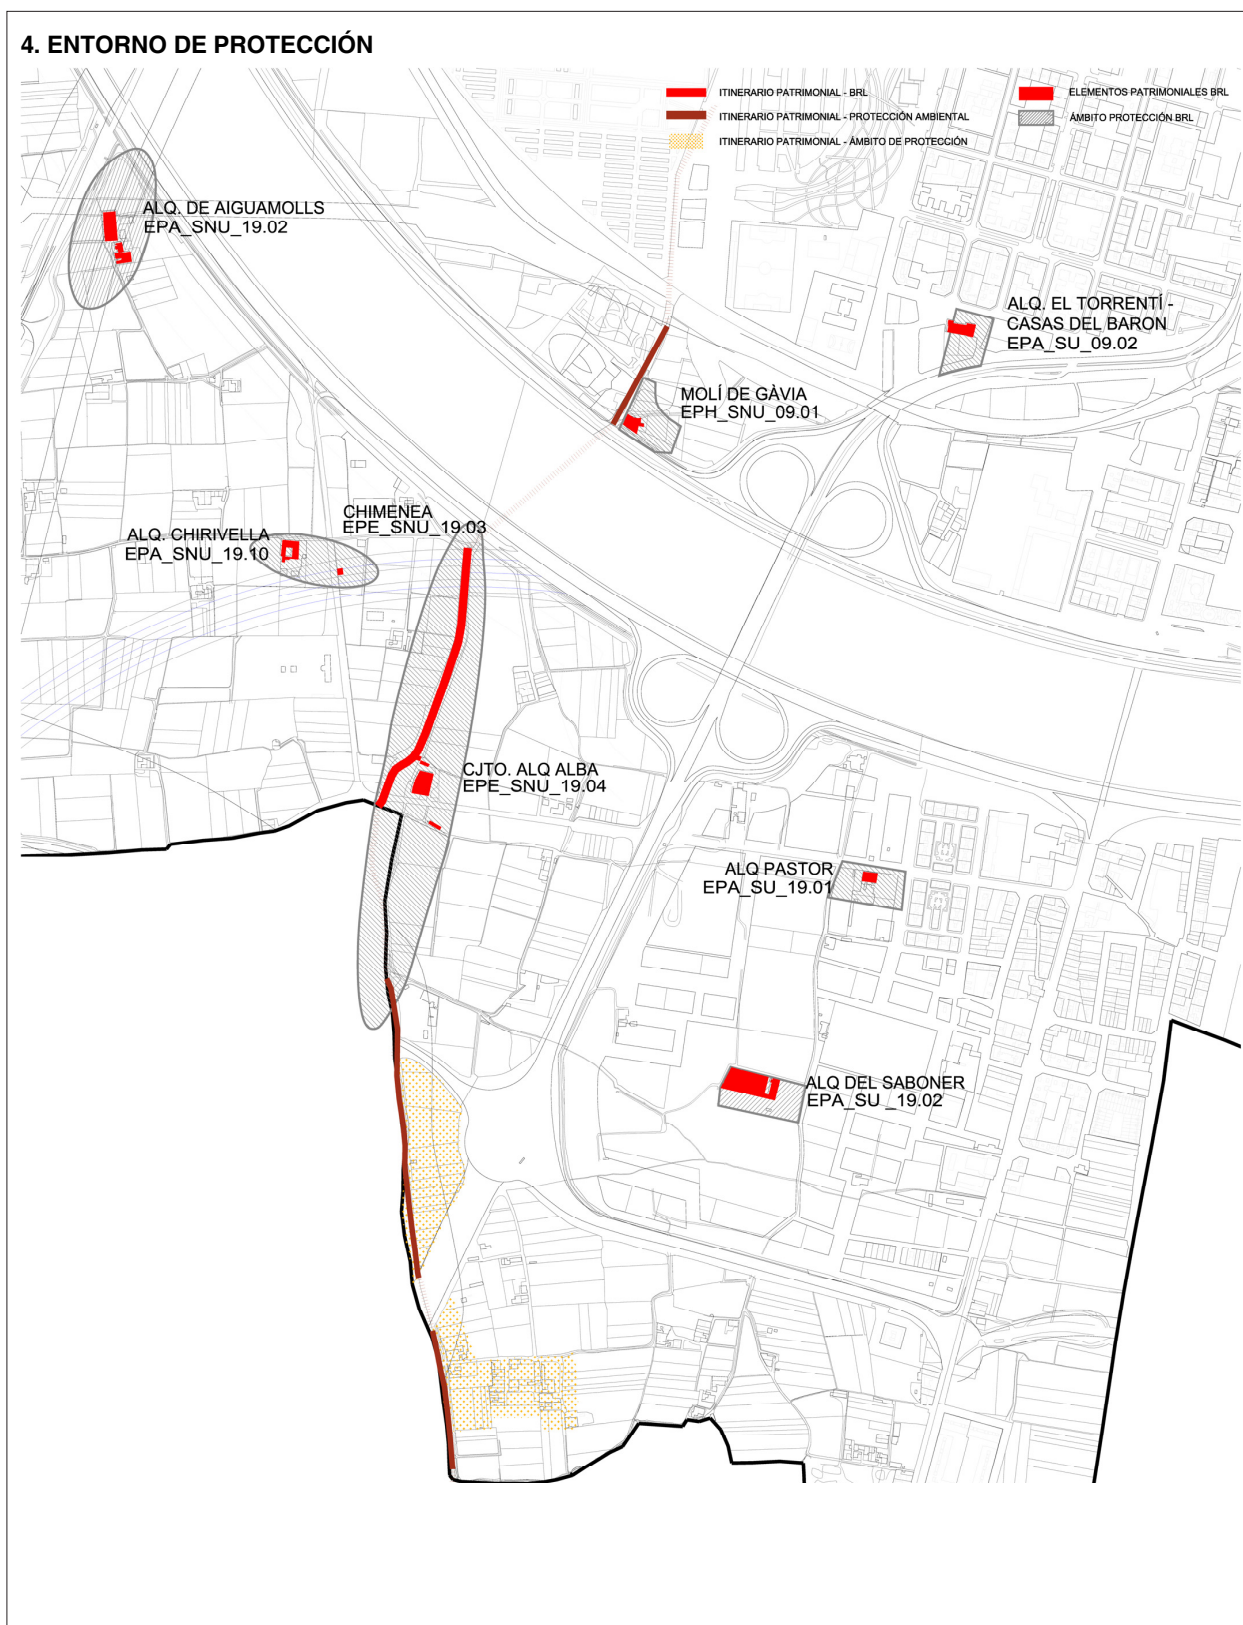 4. ENTORNO DE PROTECCIÓN
ITINERARIO PATRIMONIAL - BRL
ITINERARIO PATRIMONIAL - PROTECCIÓN AMBIENTAL
ITINERARIO PATRIMONIAL - ÁMBITO DE PROTECCIÓN
ELEMENTOS PATRIMONIALES BRL
ÁMBITO PROTECCIÓN BRL
ALQ. DE AIGUAMOLLS
EPA_SNU_19.02
ALQ. EL TORRENTÍ -
CASAS DEL BARON
EPA_SU_09.02
MOLÍ DE GÀVIA
EPH_SNU_09.01
CHIMENEA
EPE_SNU_19.03
ALQ. CHIRIVELLA
EPA_SNU_19.10
CJTO. ALQ ALBA
EPE_SNU_19.04
ALQ PASTOR
EPA_SU_19.01
ALQ DEL SABONER
EPA_SU _19.02